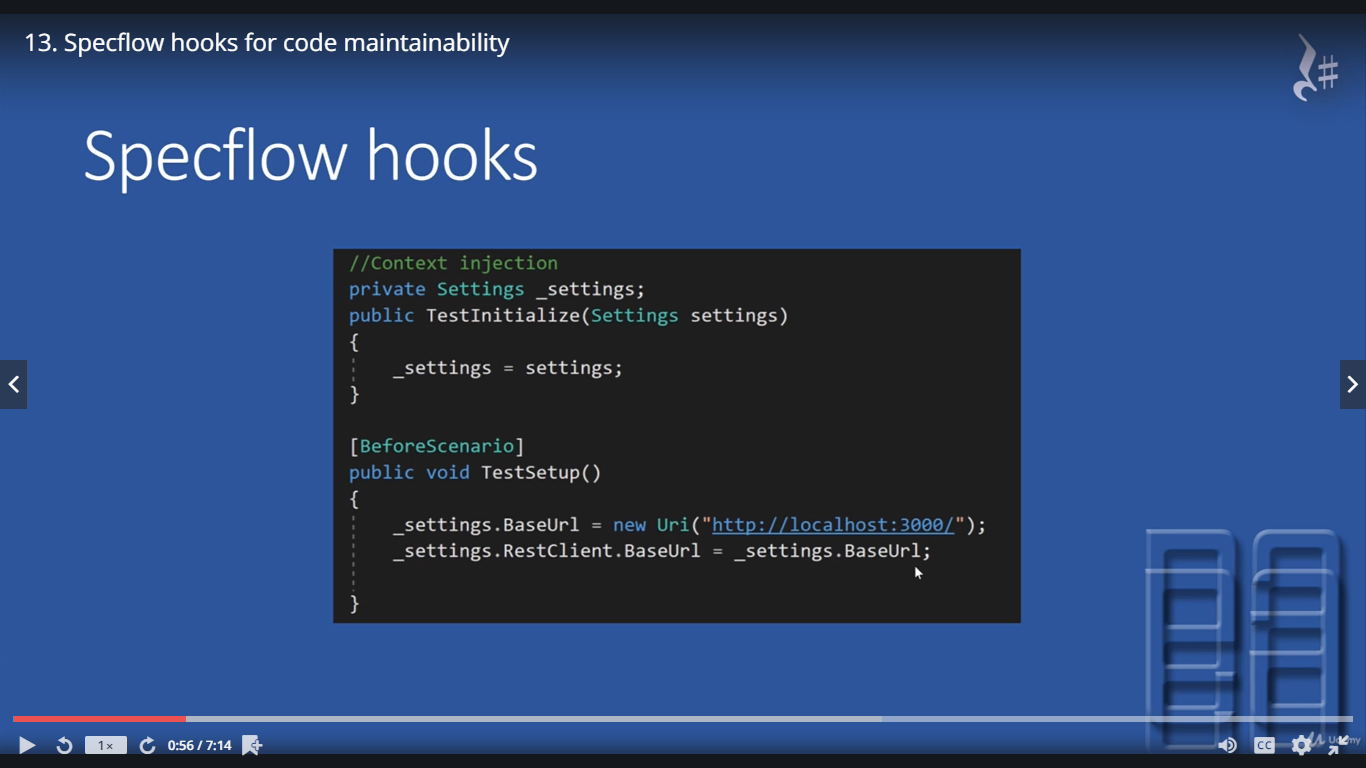 13. Specflow hooks for code maintainability
Specflow hooks
//Context injection
private Settings _settings;
public TestInitialize(Settings settings)
{
_settings = settings;
}
[BeforeScenario]
public void TestSetup()
{
_settings.BaseUrl = new Uri("http://localhost:3000/");
_settings.RestClient.BaseUrl = _settings.BaseUrl;
}
1×
0:56 / 7:14
CC
Udemy